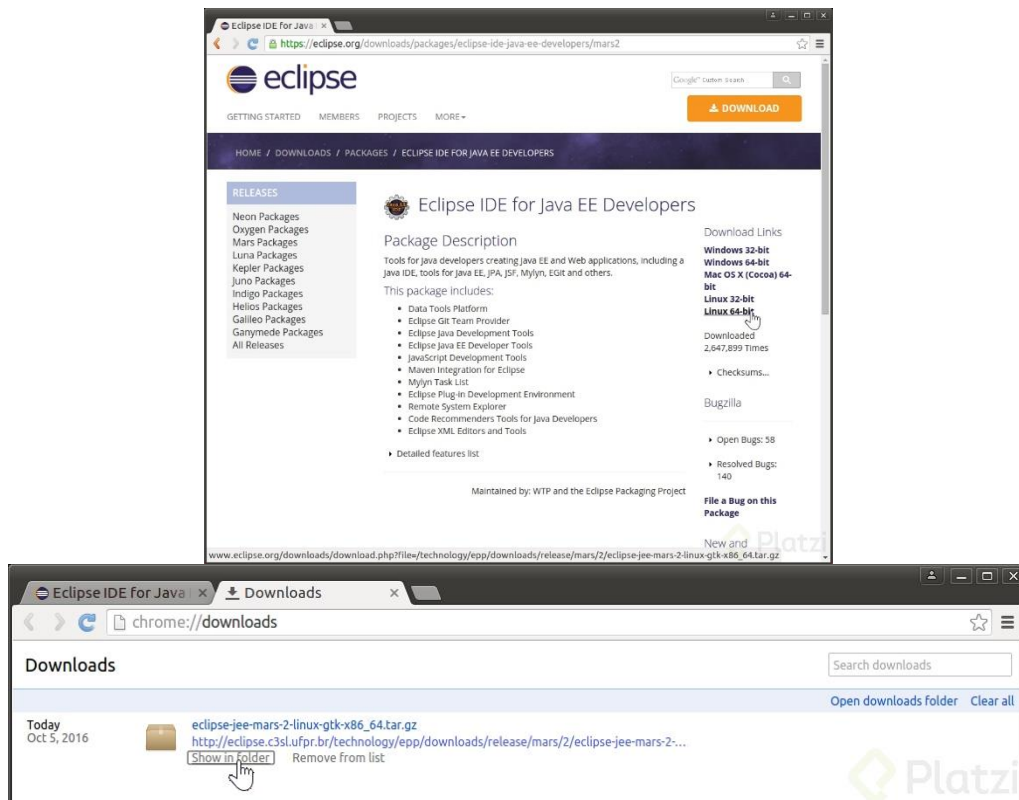 Eclipse IDE for Java
https://eclipse.org/downloads/packages/eclipse-ide-java-ee-developers/mars2
eclipse
Google™ Custom Search
DOWNLOAD
GETTING STARTED MEMBERS PROJECTS MORE
HOME / DOWNLOADS / PACKAGES / ECLIPSE IDE FOR JAVA EE DEVELOPERS
RELEASES
Neon Packages
Oxygen Packages
Mars Packages
Luna Packages
Kepler Packages
Juno Packages
Indigo Packages
Helios Packages
Galileo Packages
Ganymede Packages
All Releases
Eclipse IDE for Java EE Developers
Package Description
Tools for Java developers creating Java EE and Web applications, including a
Java IDE, tools for Java EE, JPA, JSF, Mylyn, EGit and others.
This package includes:
• Data Tools Platform
• Eclipse Git Team Provider
• Eclipse Java Development Tools
• Eclipse Java EE Developer Tools
• JavaScript Development Tools
• Maven Integration for Eclipse
• Mylyn Task List
• Eclipse Plug-in Development Environment
• Remote System Explorer
• Code Recommenders Tools for Java Developers
• Eclipse XML Editors and Tools
Detailed features list
Maintained by: WTP and the Eclipse Packaging Project
Download Links
Windows 32-bit
Windows 64-bit
Mac OS X (Cocoa) 64-
bit
Linux 32-bit
Linux 64-bit
Downloaded
2,647,899 Times
Checksums...
Bugzilla
Open Bugs: 58
Resolved Bugs:
140
File a Bug on this
Package
New and
Platzi
www.eclipse.org/downloads/download.php?file=/technology/epp/downloads/release/mars/2/eclipse-jee-mars-2-linux-gtk-x86_64.tar.gz
Eclipse IDE for Java
Downloads
chrome://downloads
Downloads
Search downloads
Open downloads folder Clear all
Today
Oct 5, 2016
eclipse-jee-mars-2-linux-gtk-x86_64.tar.gz
http://eclipse.c3sl.ufpr.br/technology/epp/downloads/release/mars/2/eclipse-jee-mars-2-...
Show in folder Remove from list
Platzi